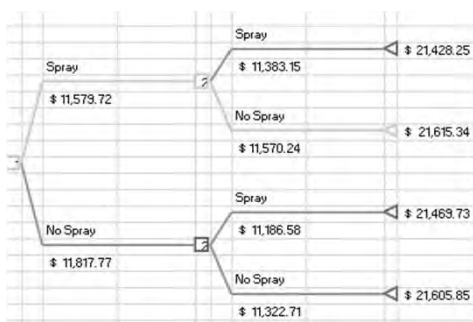 Spray
$ 21,428.25
Spray
$ 11,383.15
2
$ 11,579.72
No Spray
$ 21,615.34
$ 11,570.24
Spray
$ 21,469.73
No Spray
$ 11,186.58
2
$ 11,817.77
No Spray
$ 21,605.85
$ 11,322.71